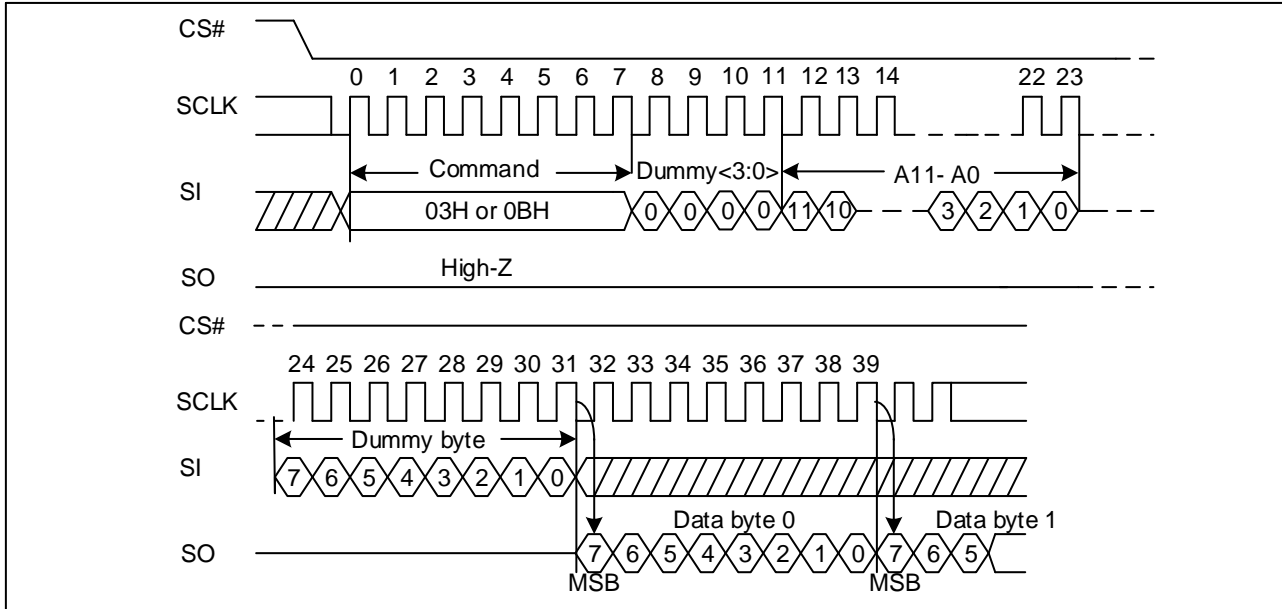 CS#
0 1 2 3 4 5 6 7 8 9 10 11 12 13 14 22 23
SCLK
Command Dummy<3:0> A11- A0
SI
03H or 0BH 0 0 0 0 11 10 3 2 1 0
High-Z
SO
CS#
24 25 26 27 28 29 30 31 32 33 34 35 36 37 38 39
SCLK
Dummy byte
SI
7 6 5 4 3 2 1 0
Data byte 0 Data byte 1
SO
7 6 5 4 3 2 1 0 7 6 5
MSB MSB